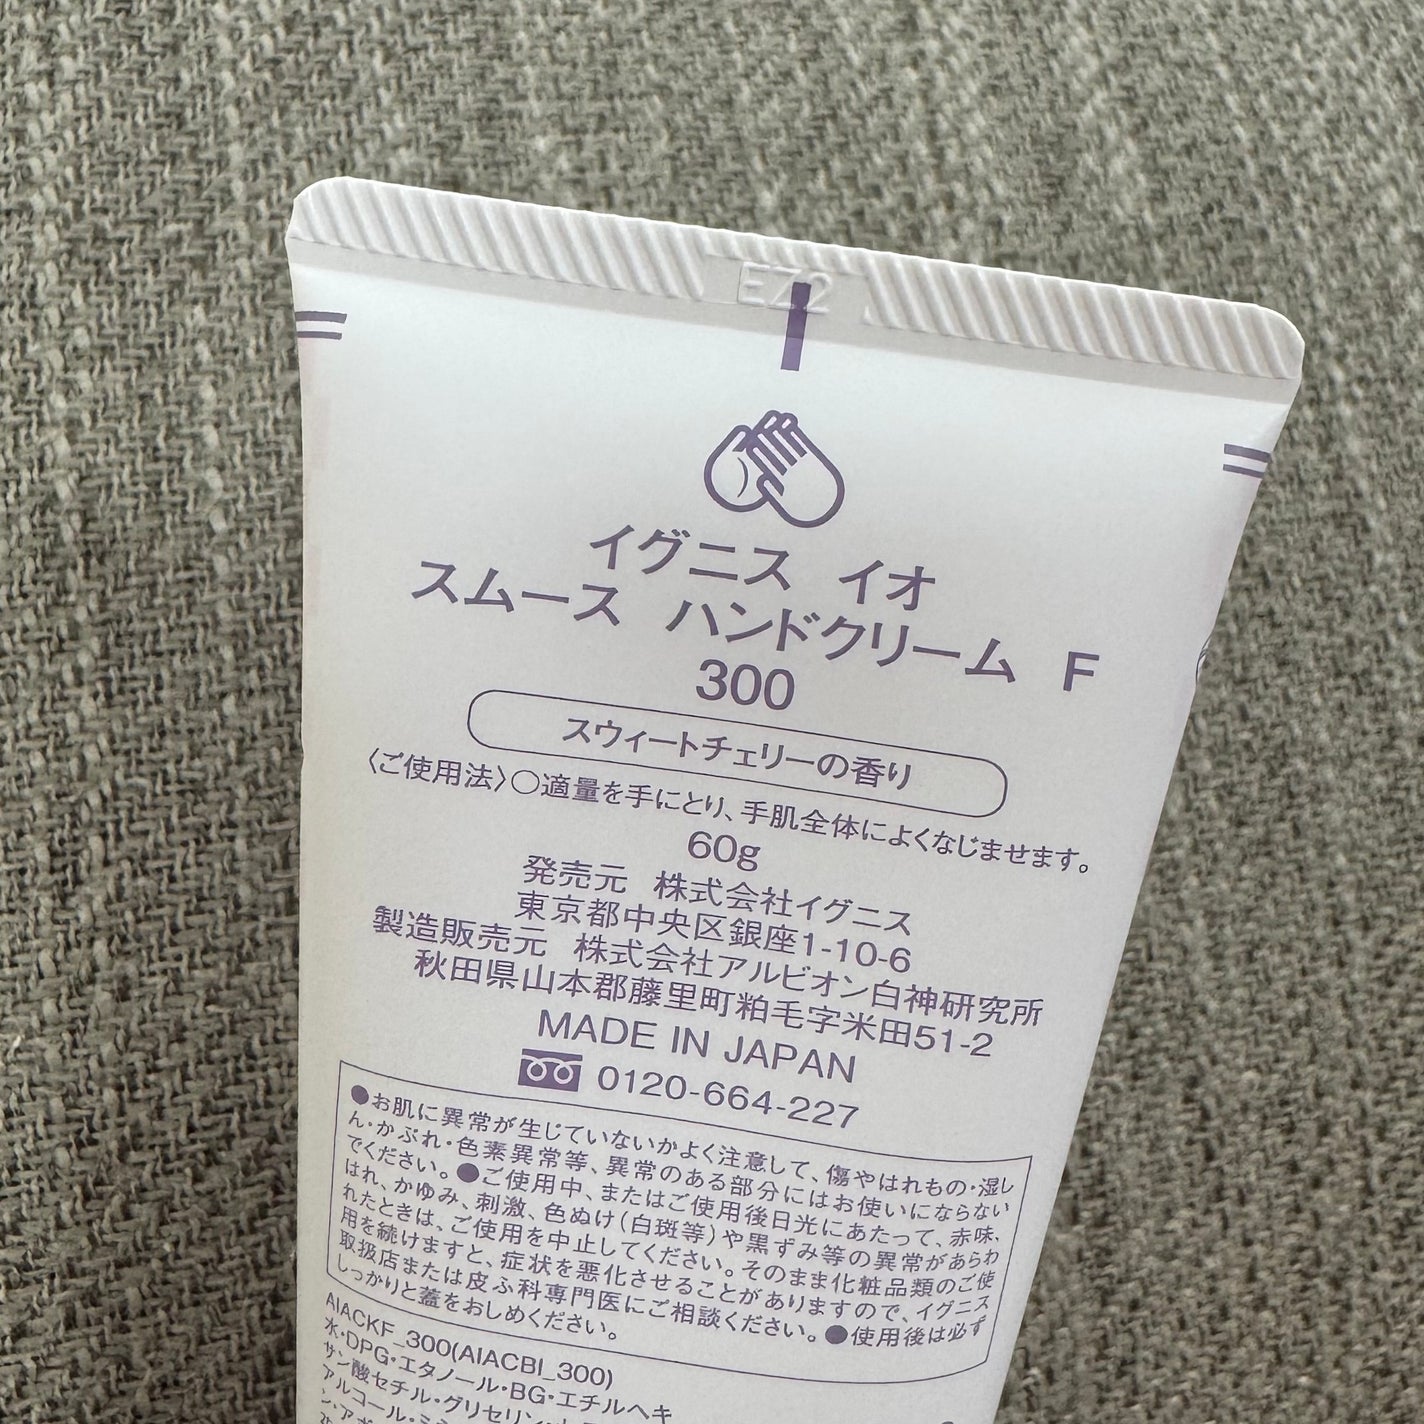 EZ2
イグニス イオ
スムース ハンドクリーム F
300
スウィートチェリーの香り
〈ご使用法〉○適量を手にとり、手肌全体によくなじませます。
60g
発売元 株式会社イグニス
東京都中央区銀座1-10-6
製造販売元 株式会社アルビオン白神研究所
秋田県山本郡藤里町粕毛字米田51-2
MADE IN JAPAN
0120-664-227
●お肌に異常が生じていないかよく注意して、傷やはれもの・湿し
ん・かぶれ・色素異常等、異常のある部分にはお使いにならない
でください。●ご使用中、またはご使用後日光にあたって、赤味、
はれ、かゆみ、刺激、色ぬけ(白斑等)や黒ずみ等の異常があらわ
れたときは、ご使用を中止してください。そのまま化粧品類のご使
用を続けますと、症状を悪化させることがありますので、イグニス
取扱店または皮ふ科専門医にご相談ください。●使用後は必ず
しっかりと蓋をおしめください。
AIACKF_300(AIACBI_300)
水・DPG・エタノール・BG・エチルヘキ
サン酸セチル・グリセリン・
アルコール・ミ